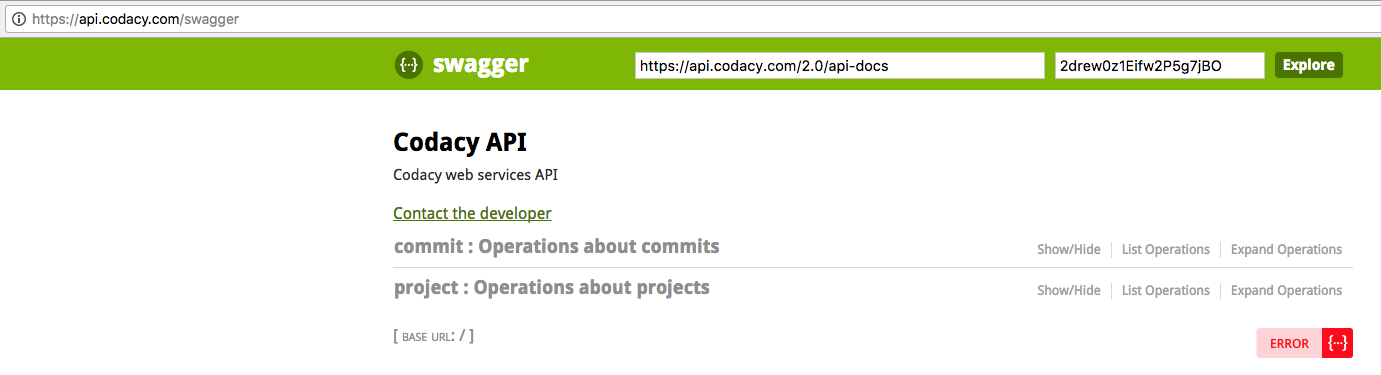 https://api.codacy.com/swagger
{···} swagger https://api.codacy.com/2.0/api-docs 2drew0z1Eifw2P5g7jBO Explore
Codacy API
Codacy web services API
Contact the developer
commit : Operations about commits Show/Hide List Operations Expand Operations
project : Operations about projects Show/Hide List Operations Expand Operations
[ BASE URL: / ] ERROR {···}